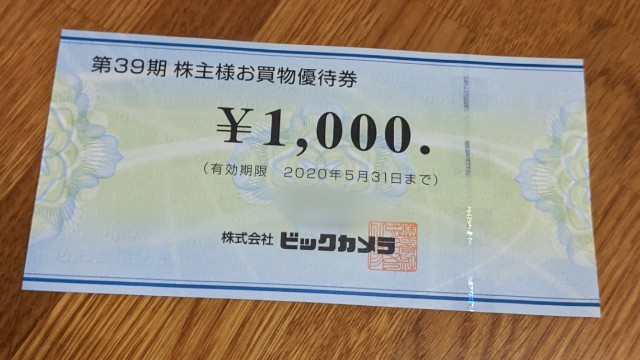 第39期 株主様お買物優待券
¥1,000.
(有効期限 2020年5月31日まで)
株式会社 ビックカメラ